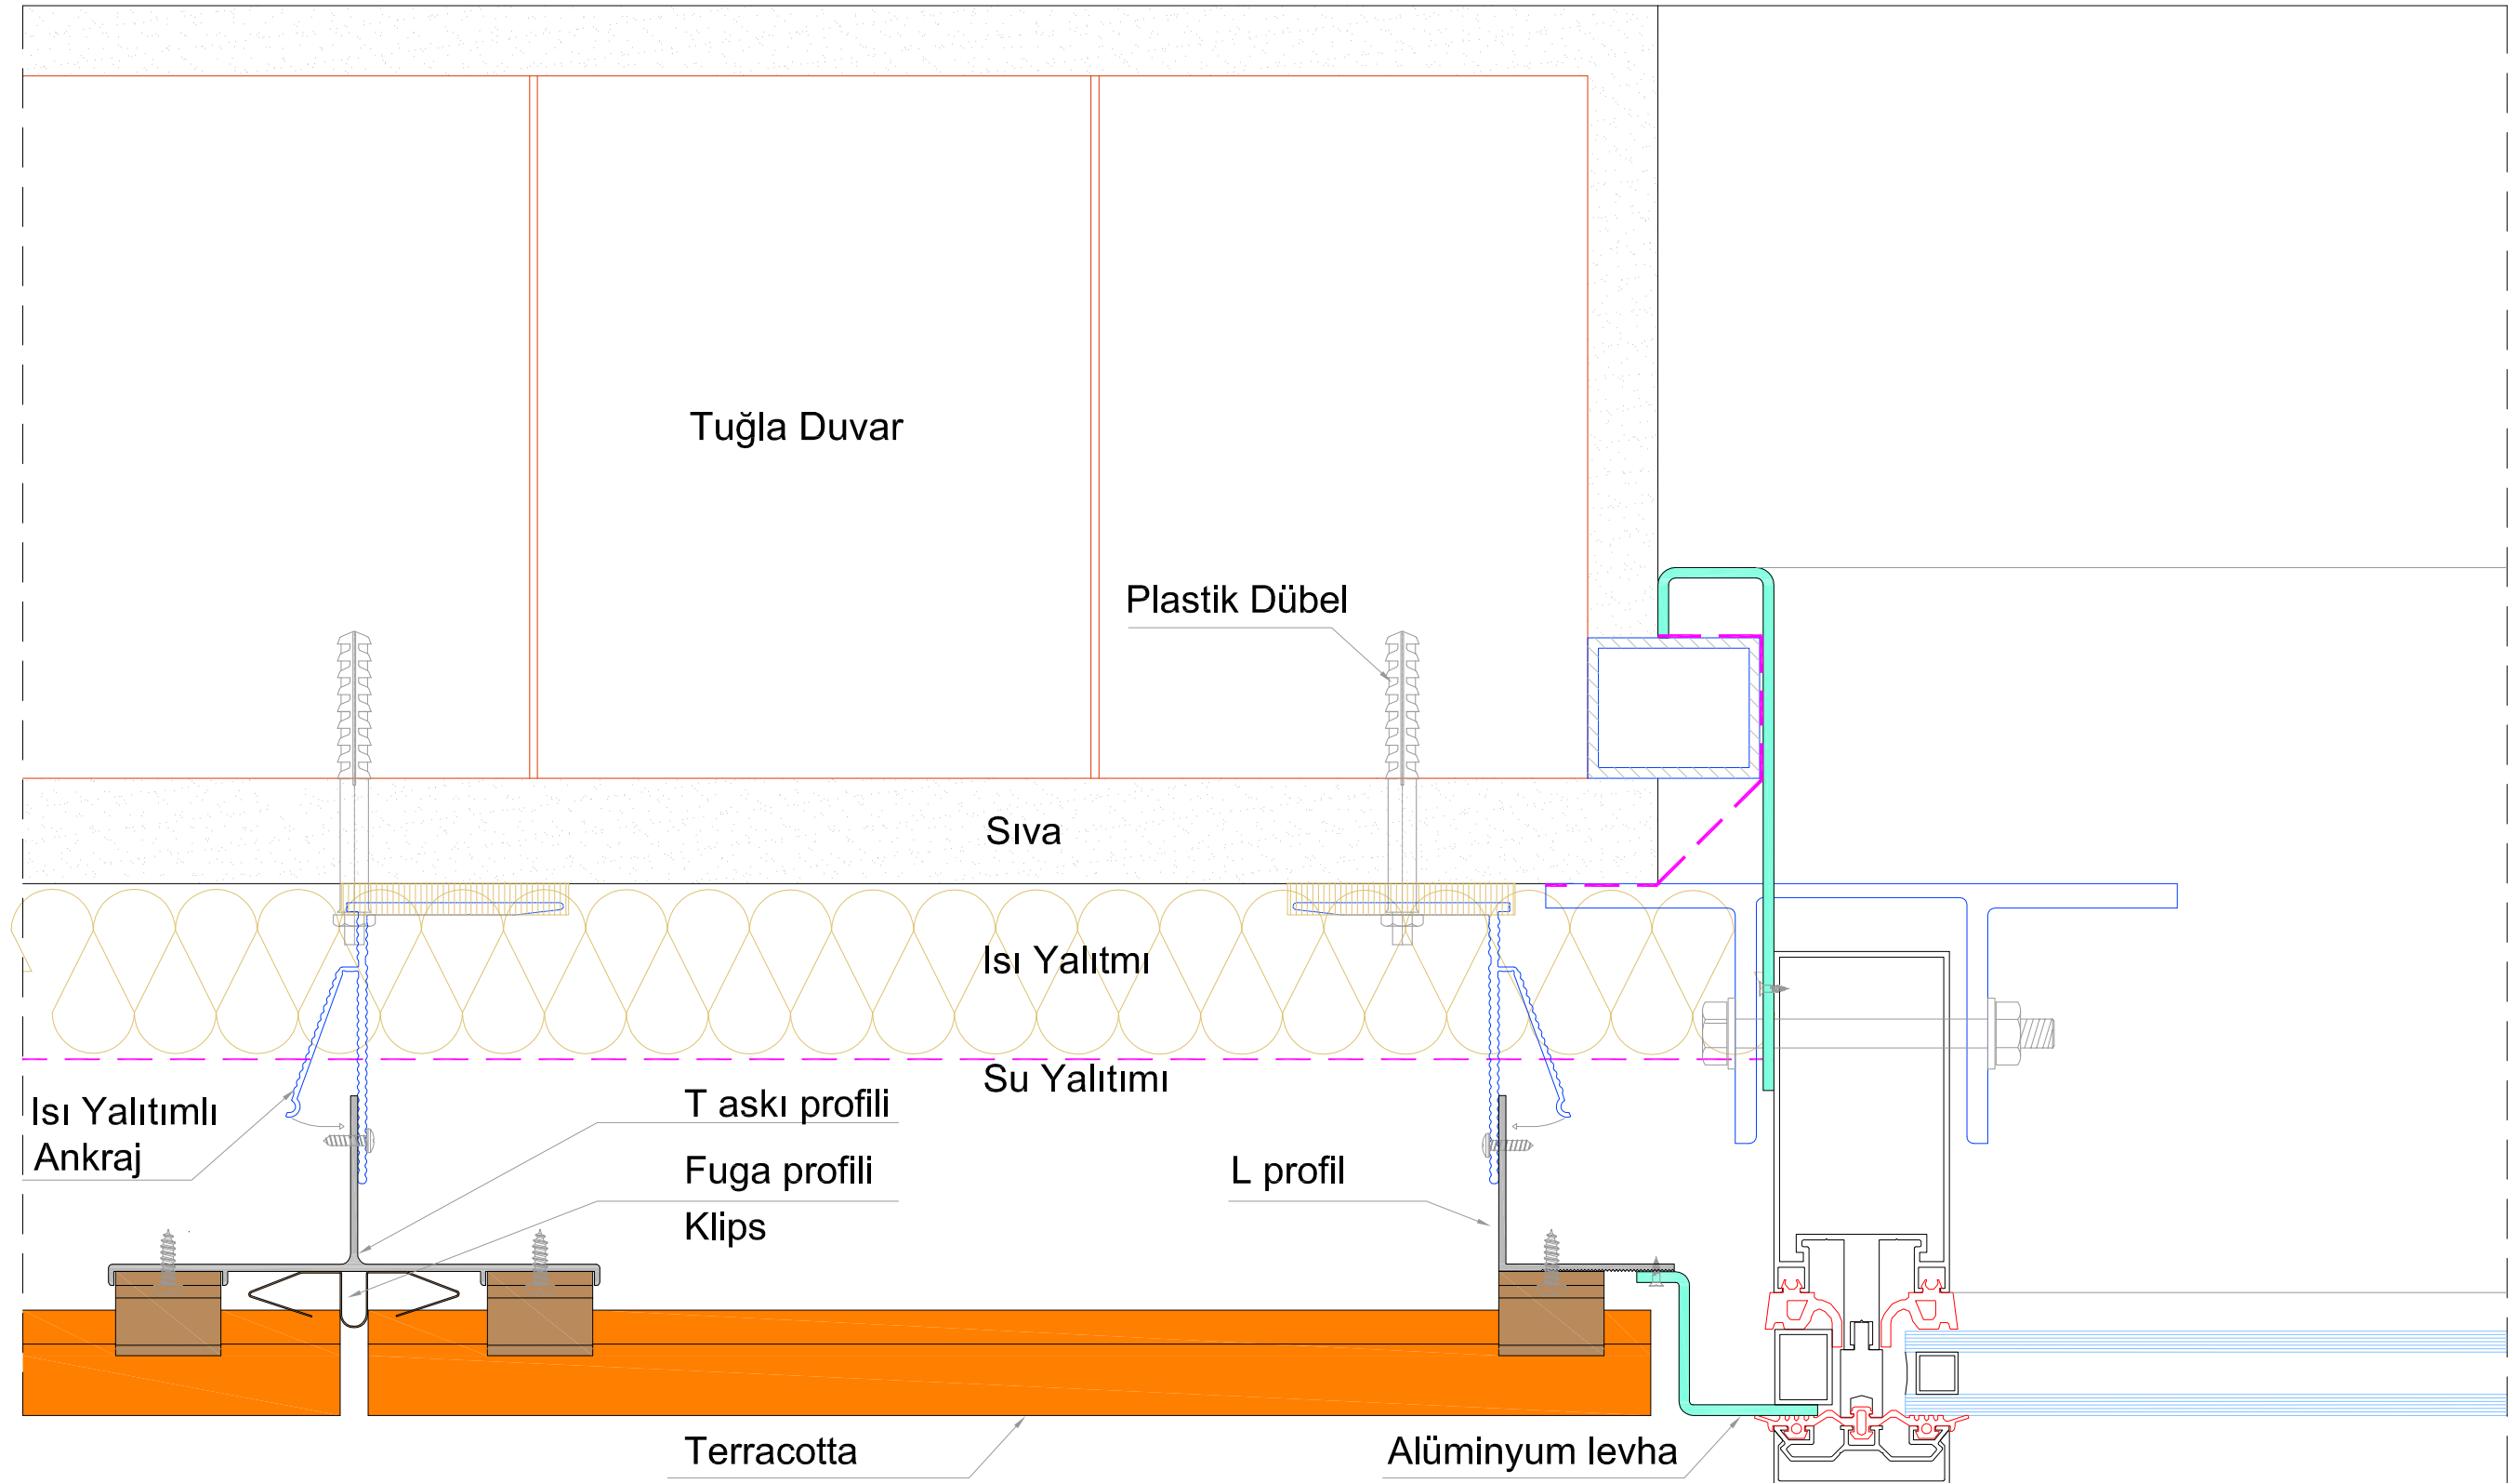 Tuğla Duvar
Plastik Dübel
Sıva
Isı Yalıtmı
Su Yalıtımı
Isı Yalıtımlı
Ankraj
T askı profili
Fuga profili
Klips
L profil
Terracotta
Alüminyum levha